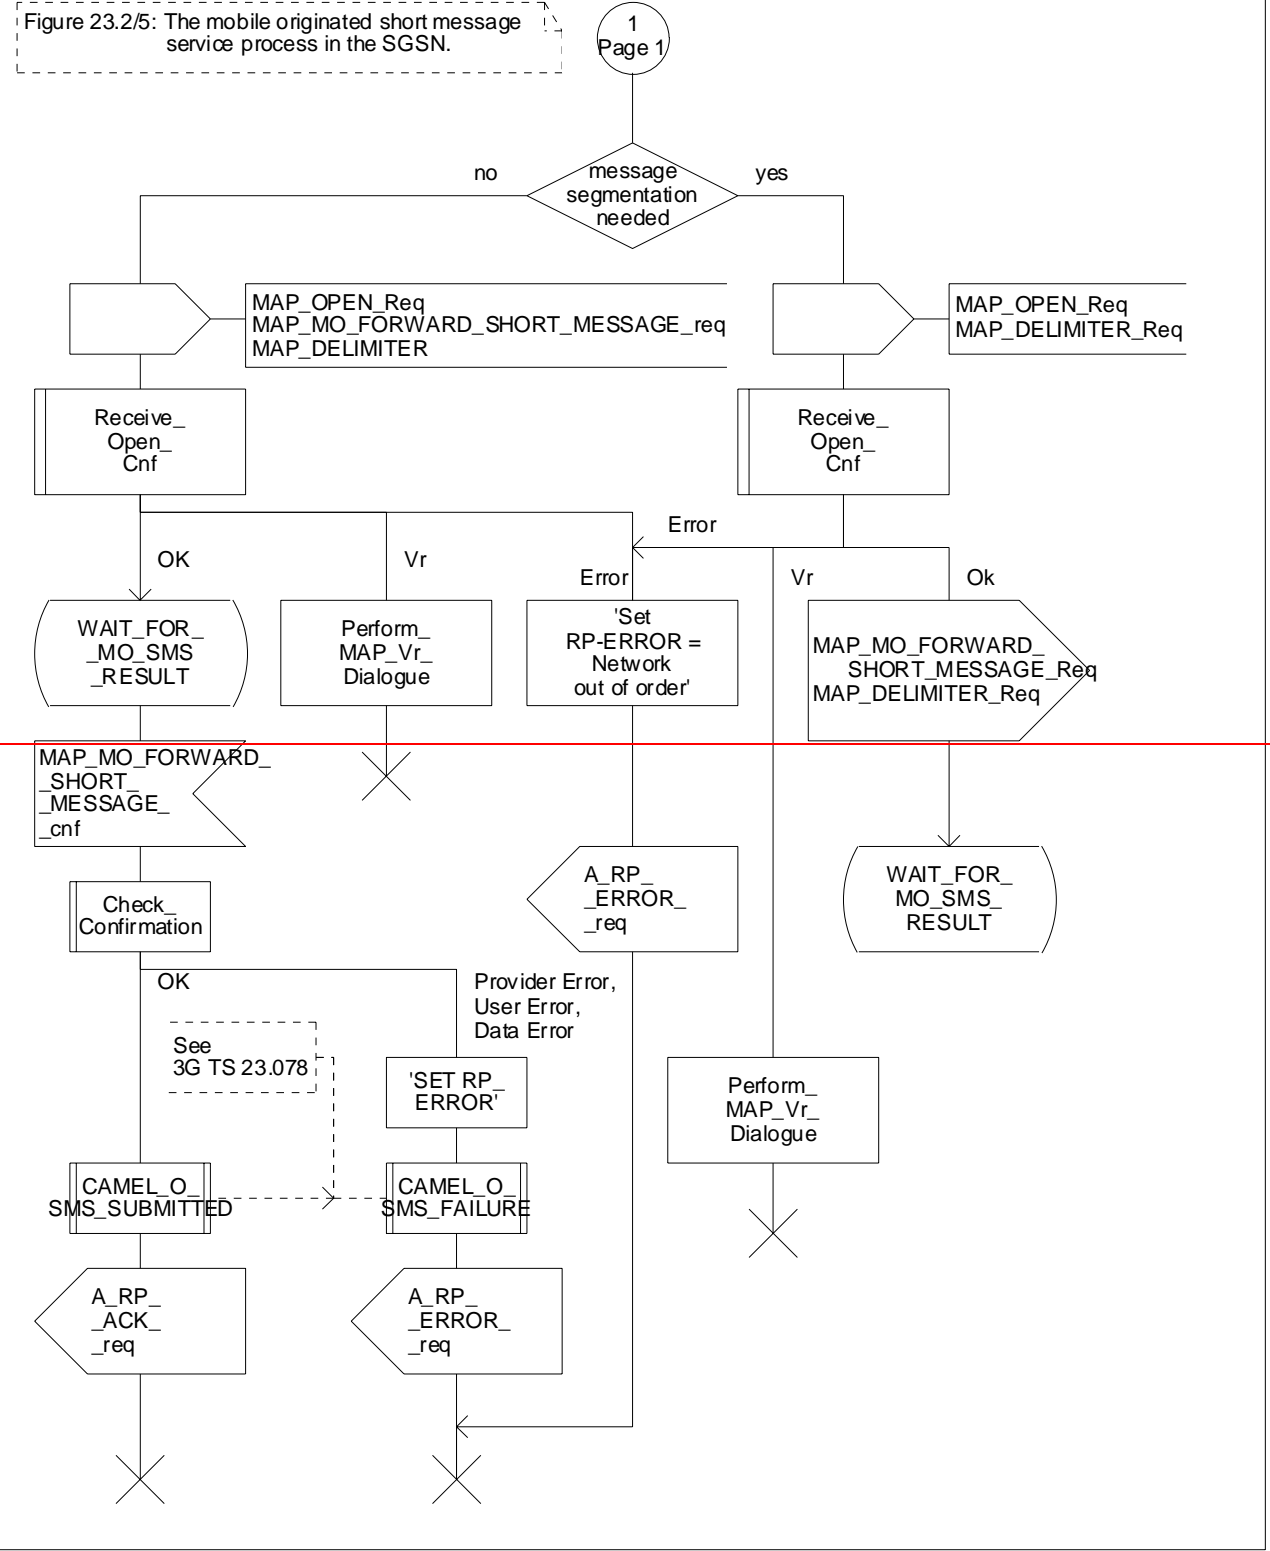 Figure 23.2/5: The mobile originated short message
service process in the SGSN.
1
Page 1
message
segmentation
needed
no
yes
MAP_OPEN_Req
MAP_MO_FORWARD_SHORT_MESSAGE_req
MAP_DELIMITER
MAP_OPEN_Req
MAP_DELIMITER_Req
Receive_
Open_
Cnf
Receive_
Open_
Cnf
OK
Vr
Error
Error
Vr
Ok
WAIT_FOR_
_MO_SMS
_RESULT
Perform_
MAP_Vr_
Dialogue
'Set
RP-ERROR =
Network
out of order'
MAP_MO_FORWARD_
SHORT_MESSAGE_Req
MAP_DELIMITER_Req
MAP_MO_FORWARD_
_SHORT_
_MESSAGE_
_cnf
A_RP_
_ERROR_
_req
WAIT_FOR_
MO_SMS_
RESULT
Check_
Confirmation
OK
Provider Error,
User Error,
Data Error
See
3G TS 23.078
'SET RP_
ERROR'
Perform_
MAP_Vr_
Dialogue
CAMEL_O_
SMS_SUBMITTED
CAMEL_O_
SMS_FAILURE
A_RP_
_ACK_
_req
A_RP_
_ERROR_
_req